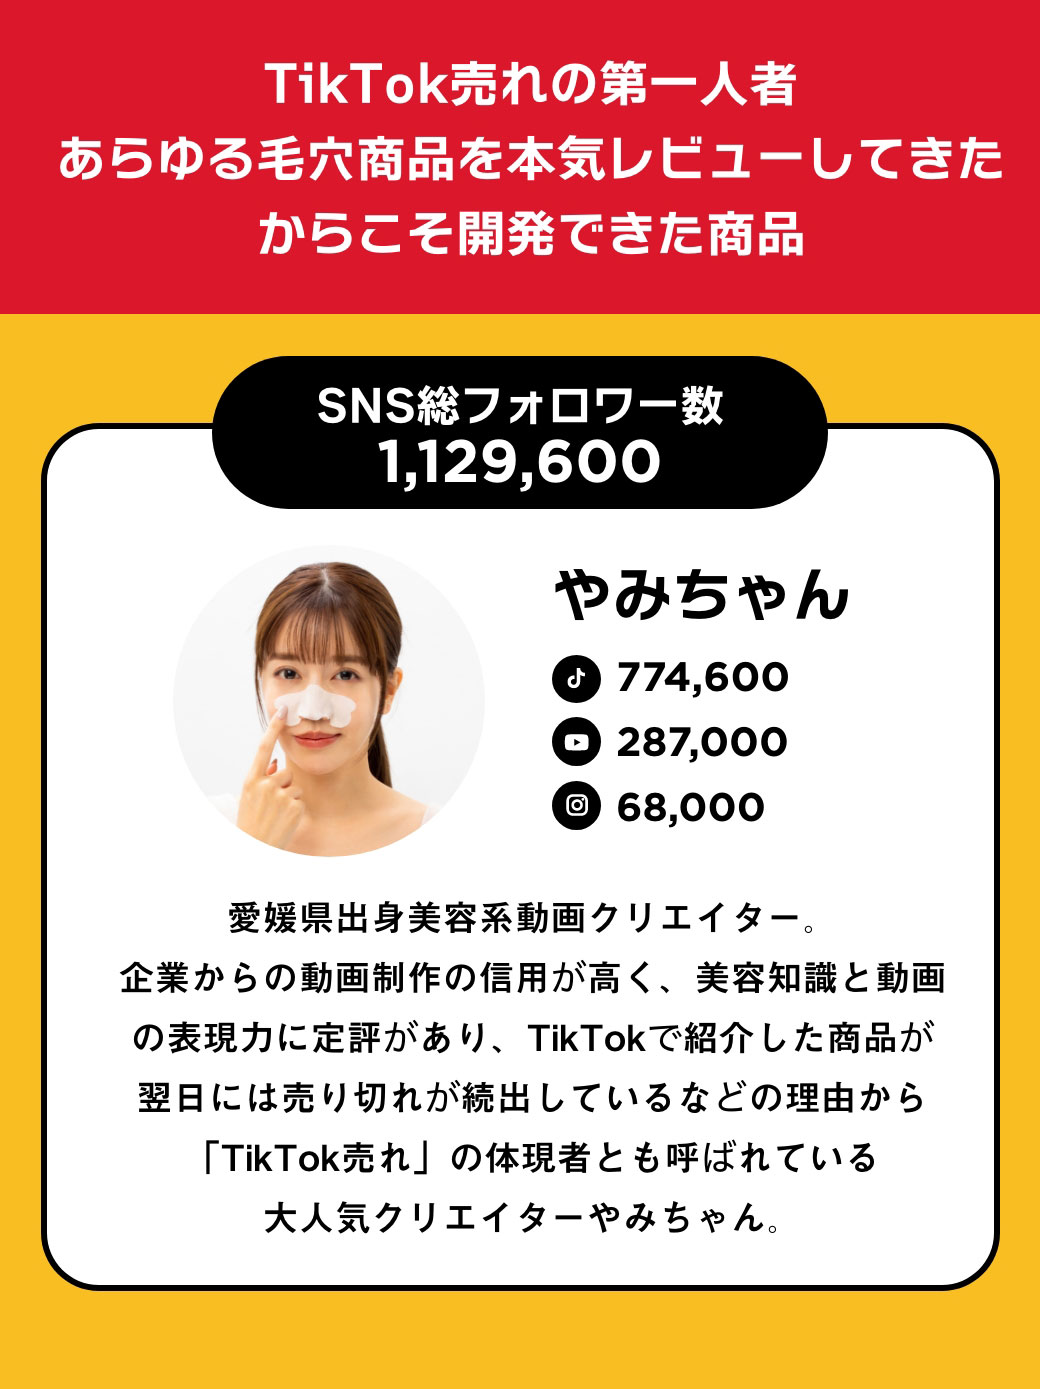 TikTok売れの第一人者
あらゆる毛穴商品を本気レビューしてきた
からこそ開発できた商品
SNS総フォロワー数
1,129,600
やみちゃん
774,600
287,000
68,000
愛媛県出身美容系動画クリエイター。
企業からの動画制作の信用が高く、美容知識と動画
の表現力に定評があり、TikTokで紹介した商品が
翌日には売り切れが続出しているなどの理由から
「TikTok売れ」の体現者とも呼ばれている
大人気クリエイターやみちゃん。